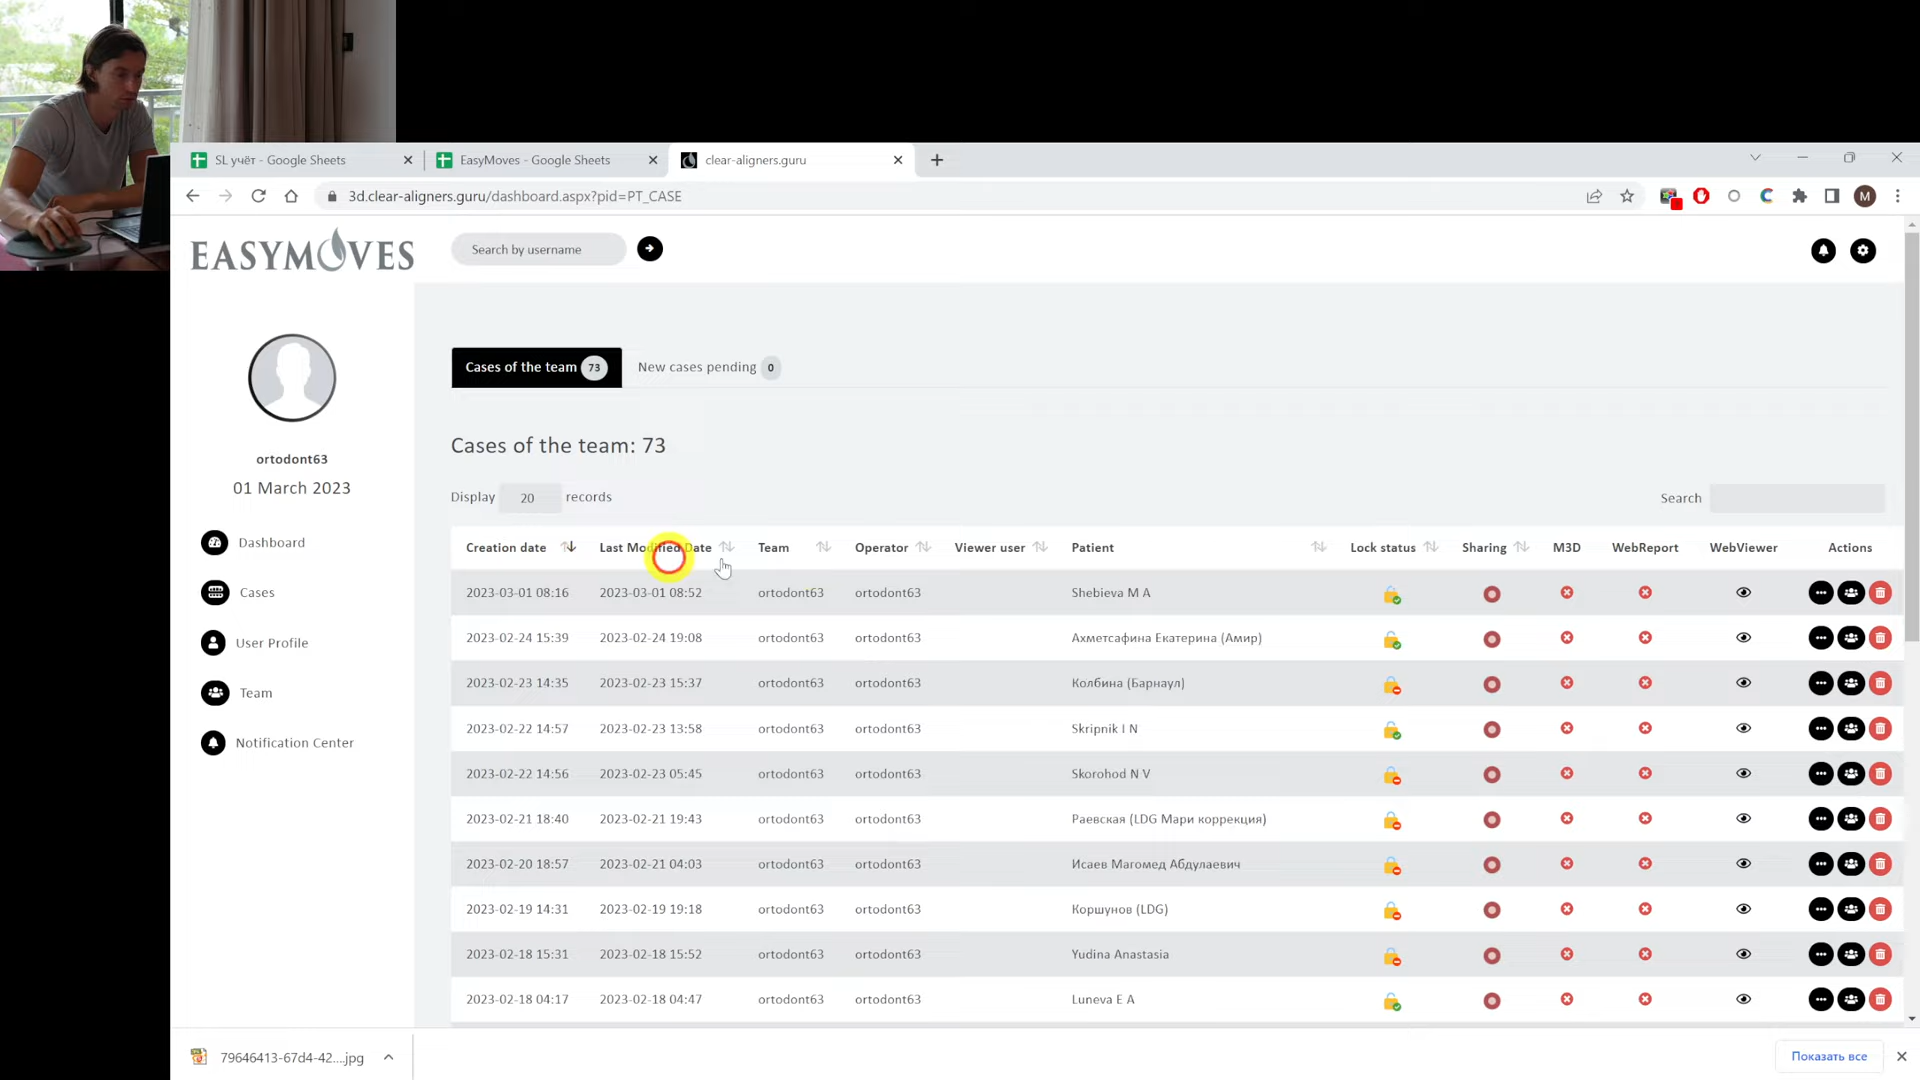 SL учёт - Google Sheets
EasyMoves - Google Sheets
clear-aligners.guru
3d.clear-aligners.guru/dashboard.aspx?pid=PT_CASE
M
EASYMOVES
Search by username
ortodont63
01 March 2023
Dashboard
Cases
User Profile
Team
Notification Center
Cases of the team 73
New cases pending 0
Cases of the team: 73
Display 20 records
Search
Creation date Last Modified Date Team Operator Viewer user Patient Lock status Sharing M3D WebReport WebViewer Actions
2023-03-01 08:16 2023-03-01 08:52 ortodont63 ortodont63 Shebieva M A
2023-02-24 15:39 2023-02-24 19:08 ortodont63 ortodont63 Ахметсафина Екатерина (Амир)
2023-02-23 14:35 2023-02-23 15:37 ortodont63 ortodont63 Колбина (Барнаул)
2023-02-22 14:57 2023-02-23 13:58 ortodont63 ortodont63 Skripnik I N
2023-02-22 14:56 2023-02-23 05:45 ortodont63 ortodont63 Skorohod N V
2023-02-21 18:40 2023-02-21 19:43 ortodont63 ortodont63 Раевская (LDG Мари коррекция)
2023-02-20 18:57 2023-02-21 04:03 ortodont63 ortodont63 Исаев Магомед Абдулаевич
2023-02-19 14:31 2023-02-19 19:18 ortodont63 ortodont63 Коршунов (LDG)
2023-02-18 15:31 2023-02-18 15:52 ortodont63 ortodont63 Yudina Anastasia
2023-02-18 04:17 2023-02-18 04:47 ortodont63 ortodont63 Luneva E A
79646413-67d4-42....jpg
Показать все